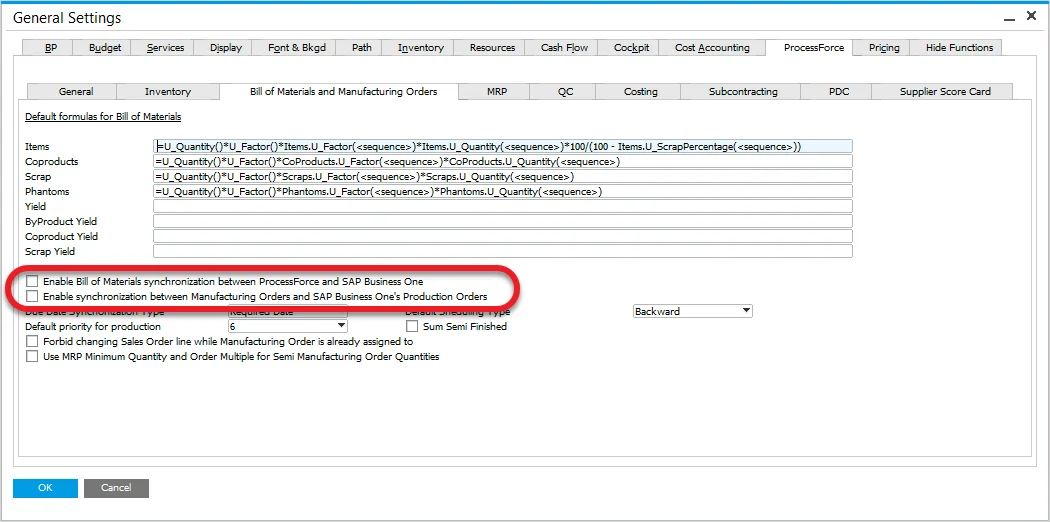 General Settings
BP Budget Services Display Font & Bkgd Path Inventory Resources Cash Flow Cockpit Cost Accounting ProcessForce Pricing Hide Functions
General Inventory Bill of Materials and Manufacturing Orders MRP QC Costing Subcontracting PDC Supplier Score Card
Default formulas for Bill of Materials
Items =U_Quantity()*U_Factor()*Items.U_Factor(<sequence>)*Items.U_Quantity(<sequence>)*100/(100 - Items.U_ScrapPercentage(<sequence>))
Coproducts =U_Quantity()*U_Factor()*CoProducts.U_Factor(<sequence>)*CoProducts.U_Quantity(<sequence>)
Scrap =U_Quantity()*U_Factor()*Scraps.U_Factor(<sequence>)*Scraps.U_Quantity(<sequence>)
Phantoms =U_Quantity()*U_Factor()*Phantoms.U_Factor(<sequence>)*Phantoms.U_Quantity(<sequence>)
Yield
ByProduct Yield
Coproduct Yield
Scrap Yield
Enable Bill of Materials synchronization between ProcessForce and SAP Business One
Enable synchronization between Manufacturing Orders and SAP Business One's Production Orders
Due Date Synchronization Type Required Date Default Scheduling Type Backward
Default priority for production 6 Sum Semi Finished
Forbid changing Sales Order line while Manufacturing Order is already assigned to
Use MRP Minimum Quantity and Order Multiple for Semi Manufacturing Order Quantities
OK Cancel